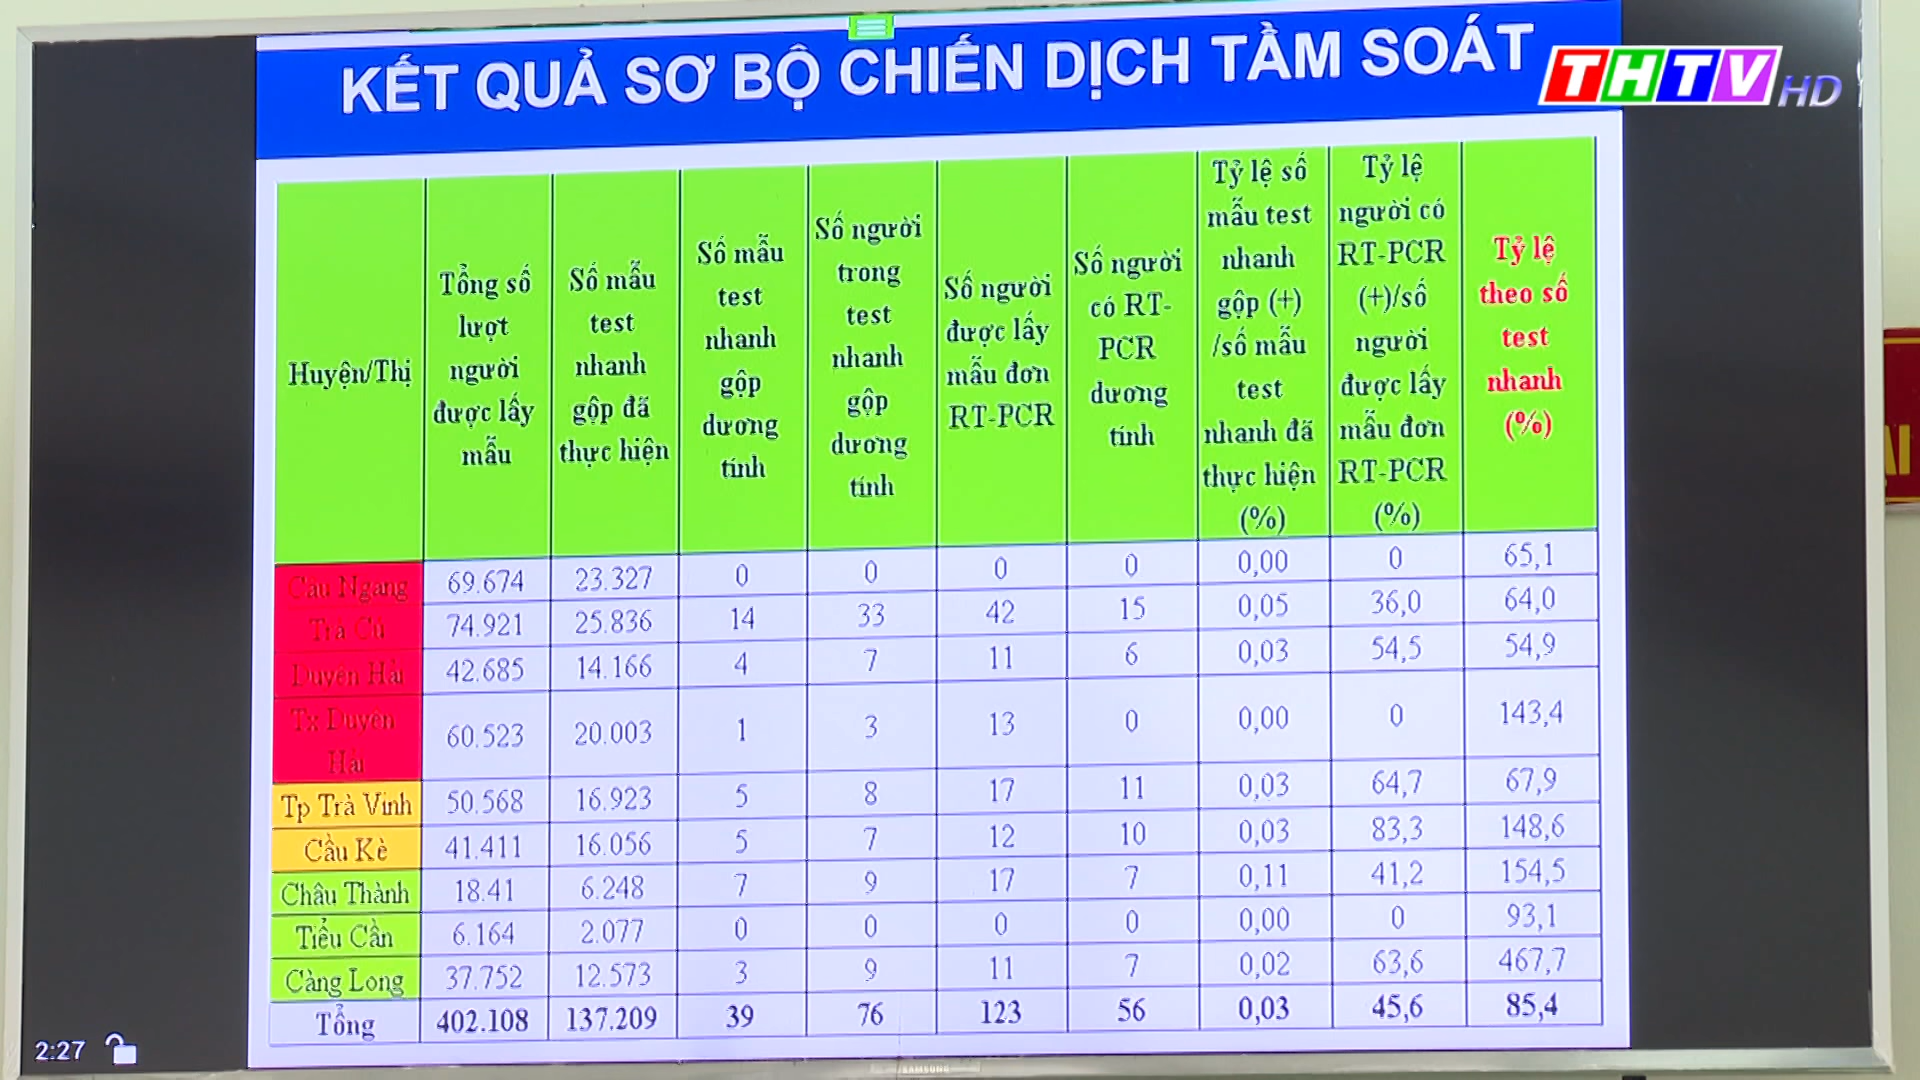 KẾT QUẢ SƠ BỘ CHIẾN DỊCH TẦM SOÁT
THTV HD
Huyện/Thị
Tổng số
lượt
người
được lấy
mẫu
Số mẫu
test
nhanh
gộp đã
thực hiện
Số mẫu
test
nhanh
gộp
dương
tính
Số người
trong
test
nhanh
gộp
dương
tính
Số người
được lấy
mẫu đơn
RT-PCR
Số người
có RT-
PCR
dương
tính
Tỷ lệ số
mẫu test
nhanh
gộp (+)
/số mẫu
test
nhanh đã
thực hiện
(%)
Tỷ lệ
người có
RT-PCR
(+)/số
người
được lấy
mẫu đơn
RT-PCR
(%)
Tỷ lệ
theo số
test
nhanh
(%)
Cầu Ngang 69.674 23.327 0 0 0 0 0,00 0 65,1
Trà Cú 74.921 25.836 14 33 42 15 0,05 36,0 64,0
Duyên Hải 42.685 14.166 4 7 11 6 0,03 54,5 54,9
Tx Duyên
Hải 60.523 20.003 1 3 13 0 0,00 0 143,4
Tp Trà Vinh 50.568 16.923 5 8 17 11 0,03 64,7 67,9
Cầu Kè 41.411 16.056 5 7 12 10 0,03 83,3 148,6
Châu Thành 18.41 6.248 7 9 17 7 0,11 41,2 154,5
Tiểu Cần 6.164 2.077 0 0 0 0 0,00 0 93,1
Càng Long 37.752 12.573 3 9 11 7 0,02 63,6 467,7
Tổng 402.108 137.209 39 76 123 56 0,03 45,6 85,4
2:27
SAMSUNG
AI